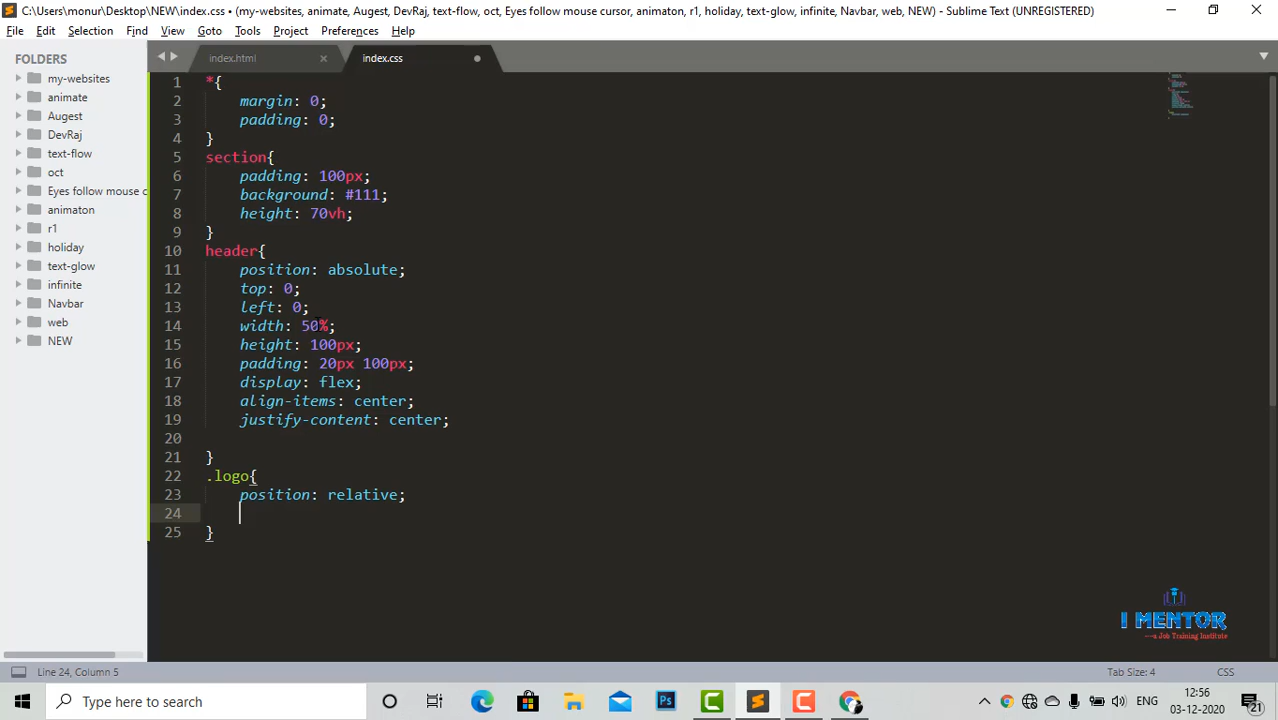 C:\Users\monur\Desktop\NEW\index.css • (my-websites, animate, Augest, DevRaj, text-flow, oct, Eyes follow mouse cursor, animaton, r1, holiday, text-glow, infinite, Navbar, web, NEW) - Sublime Text (UNREGISTERED)
File Edit Selection Find View Goto Tools Project Preferences Help
FOLDERS
my-websites
animate
Augest
DevRaj
text-flow
oct
Eyes follow mouse c
animaton
r1
holiday
text-glow
infinite
Navbar
web
NEW
index.html
index.css
1 *{
2 margin: 0;
3 padding: 0;
4 }
5 section{
6 padding: 100px;
7 background: #111;
8 height: 70vh;
9 }
10 header{
11 position: absolute;
12 top: 0;
13 left: 0;
14 width: 50%;
15 height: 100px;
16 padding: 20px 100px;
17 display: flex;
18 align-items: center;
19 justify-content: center;
20
21 }
22 .logo{
23 position: relative;
24
25 }
I MENTOR
---a Job Training Institute
Line 24, Column 5
Tab Size: 4
CSS
Type here to search
Ps
ENG
12:56
03-12-2020
21